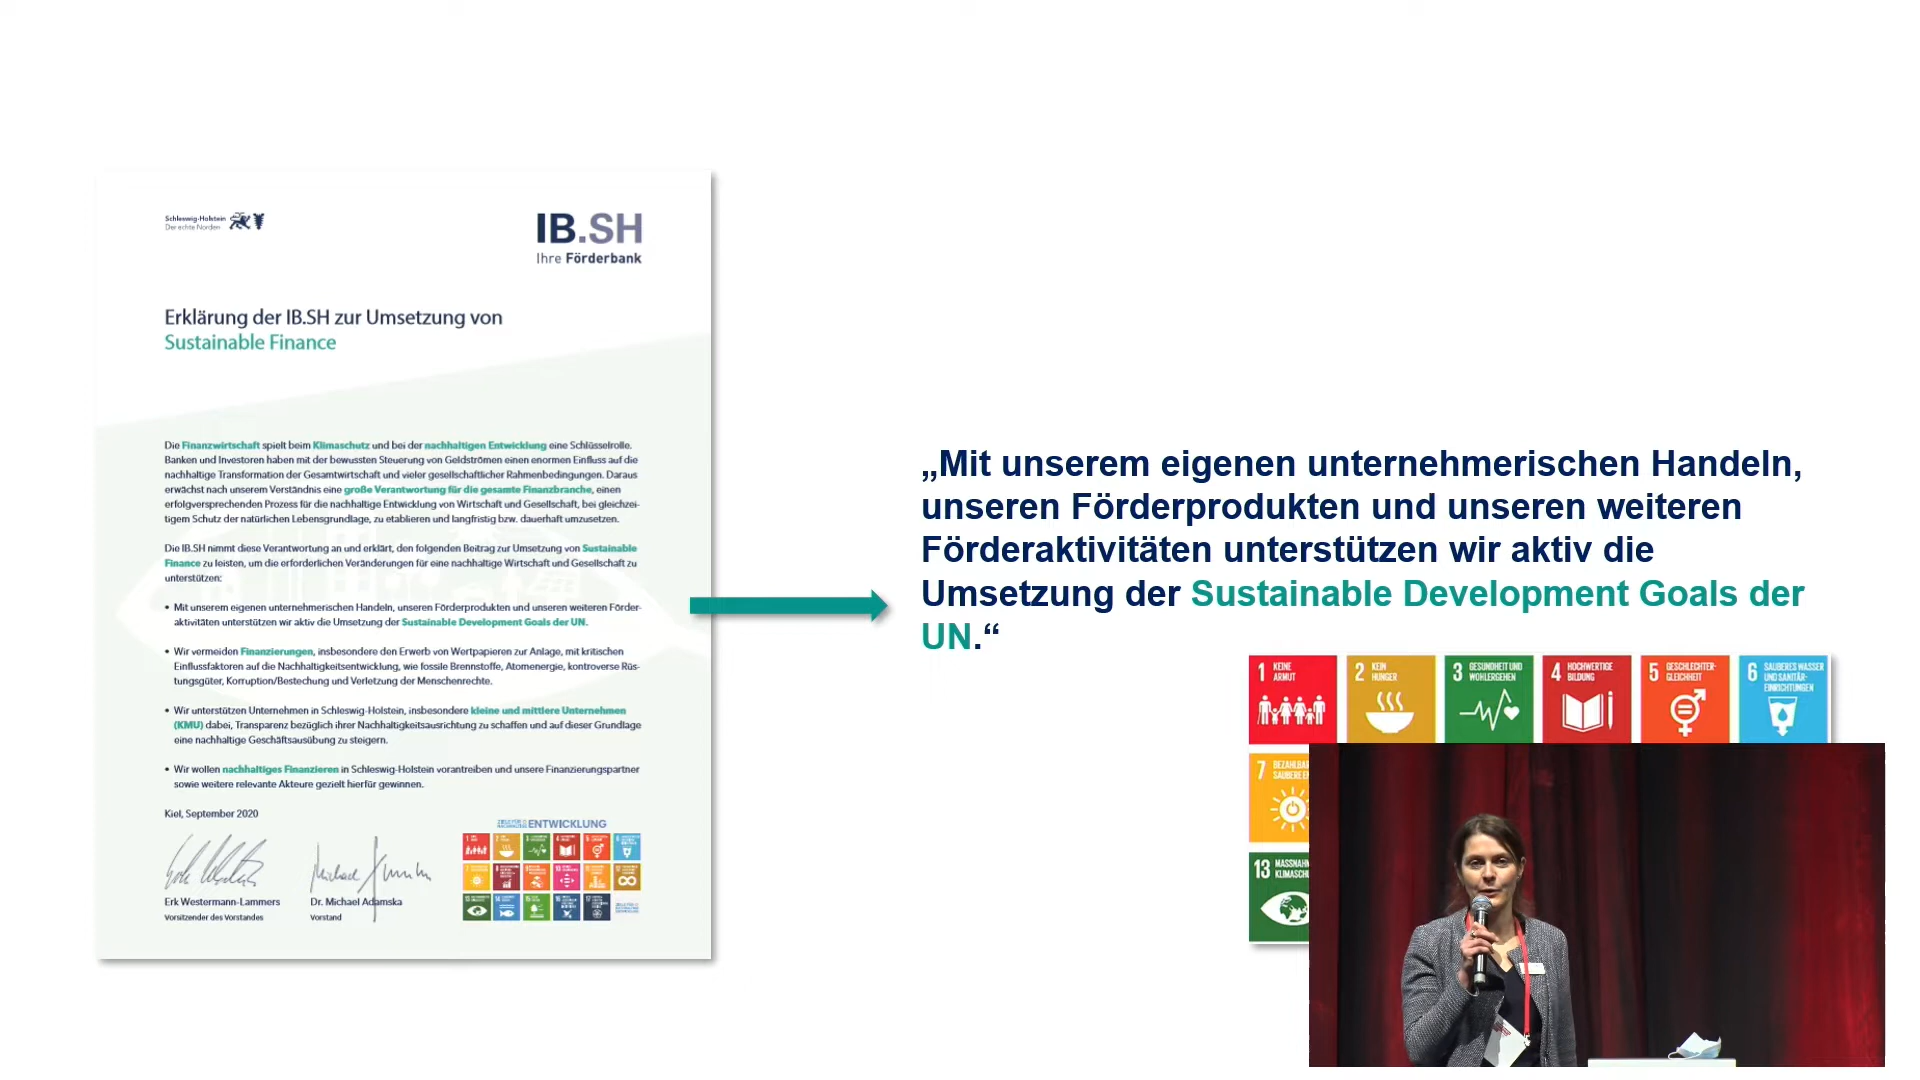 Schleswig-Holstein
Der echte Norden
IB.SH
Ihre Förderbank
Erklärung der IB.SH zur Umsetzung von
Sustainable Finance
Die Finanzwirtschaft spielt beim Klimaschutz und bei der nachhaltigen Entwicklung eine Schlüsselrolle.
Banken und Investoren haben mit der bewussten Steuerung von Geldströmen einen enormen Einfluss auf die
nachhaltige Transformation der Gesamtwirtschaft und vieler gesellschaftlicher Rahmenbedingungen. Daraus
erwächst nach unserem Verständnis eine große Verantwortung für die gesamte Finanzbranche, einen
erfolgversprechenden Prozess für die nachhaltige Entwicklung von Wirtschaft und Gesellschaft, bei gleichzei-
tigem Schutz der natürlichen Lebensgrundlage, zu etablieren und langfristig bzw. dauerhaft umzusetzen.
Die IB.SH nimmt diese Verantwortung an und erklärt, den folgenden Beitrag zur Umsetzung von Sustainable
Finance zu leisten, um die erforderlichen Veränderungen für eine nachhaltige Wirtschaft und Gesellschaft zu
unterstützen:
• Mit unserem eigenen unternehmerischen Handeln, unseren Förderprodukten und unseren weiteren Förder-
aktivitäten unterstützen wir aktiv die Umsetzung der Sustainable Development Goals der UN.
• Wir vermeiden Finanzierungen, insbesondere den Erwerb von Wertpapieren zur Anlage, mit kritischen
Einflussfaktoren auf die Nachhaltigkeitsentwicklung, wie fossile Brennstoffe, Atomenergie, kontroverse Rüs-
tungsgüter, Korruption/Bestechung und Verletzung der Menschenrechte.
• Wir unterstützen Unternehmen in Schleswig-Holstein, insbesondere kleine und mittlere Unternehmen
(KMU) dabei, Transparenz bezüglich ihrer Nachhaltigkeitsausrichtung zu schaffen und auf dieser Grundlage
eine nachhaltige Geschäftsausübung zu steigern.
• Wir wollen nachhaltiges Finanzieren in Schleswig-Holstein vorantreiben und unsere Finanzierungspartner
sowie weitere relevante Akteure gezielt hierfür gewinnen.
Kiel, September 2020
Erk Westermann-Lammers
Vorsitzender des Vorstandes
Dr. Michael Adamska
Vorstand
ENTWICKLUNG
„Mit unserem eigenen unternehmerischen Handeln,
unseren Förderprodukten und unseren weiteren
Förderaktivitäten unterstützen wir aktiv die
Umsetzung der Sustainable Development Goals der
UN.“
1 KEINE
ARMUT
2 KEIN
HUNGER
3 GESUNDHEIT UND
WOHLERGEHEN
4 HOCHWERTIGE
BILDUNG
5 GESCHLECHTER-
GLEICHHEIT
6 SAUBERES WASSER
UND SANITÄR-
EINRICHTUNGEN
7
13